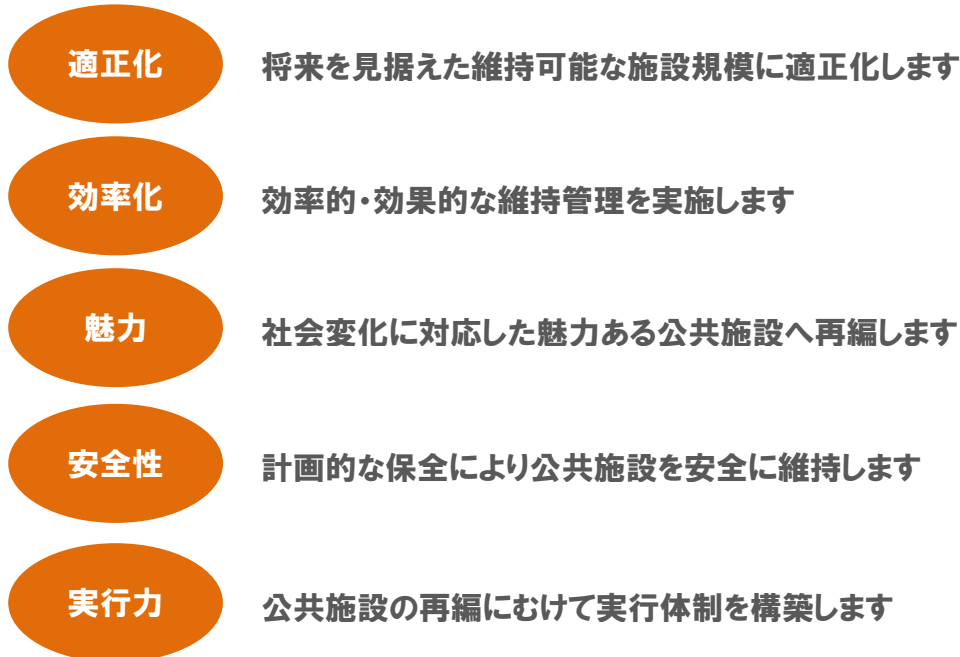 適正化
将来を見据えた維持可能な施設規模に適正化します
効率化
効率的・効果的な維持管理を実施します
魅力
社会変化に対応した魅力ある公共施設へ再編します
安全性
計画的な保全により公共施設を安全に維持します
実行力
公共施設の再編にむけて実行体制を構築します